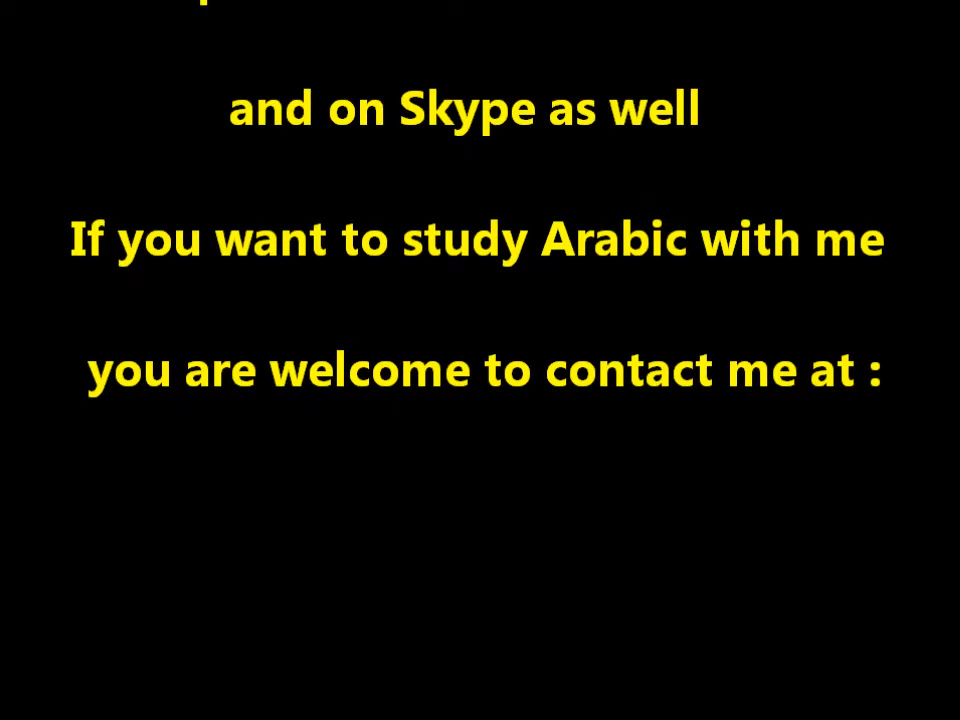 and on Skype as well
If you want to study Arabic with me
you are welcome to contact me at :